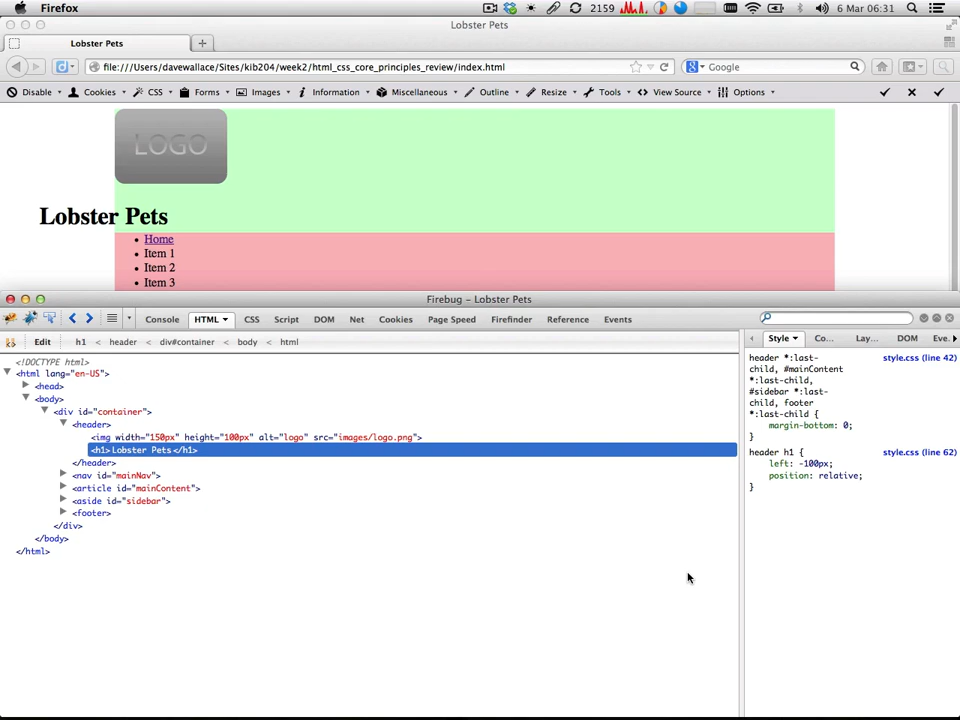 Firefox 2159 6 Mar 06:31
Lobster Pets
Lobster Pets
file:///Users/davewallace/Sites/kib204/week2/html_css_core_principles_review/index.html Google
Disable Cookies CSS Forms Images Information Miscellaneous Outline Resize Tools View Source Options
LOGO
Lobster Pets
Home
Item 1
Item 2
Item 3
Firebug – Lobster Pets
Console HTML CSS Script DOM Net Cookies Page Speed Firefinder Reference Events
Edit h1 < header < div#container < body < html
Style Co... Lay... DOM Eve.
<!DOCTYPE html>
<html lang="en-US">
<head>
<body>
<div id="container">
<header>
<img width="150px" height="100px" alt="logo" src="images/logo.png">
<h1>Lobster Pets</h1>
</header>
<nav id="mainNav">
<article id="mainContent">
<aside id="sidebar">
<footer>
</div>
</body>
</html>
header *:last- style.css (line 42)
child, #mainContent
*:last-child,
#sidebar *:last-
child, footer
*:last-child {
margin-bottom: 0;
}
header h1 { style.css (line 62)
left: -100px;
position: relative;
}